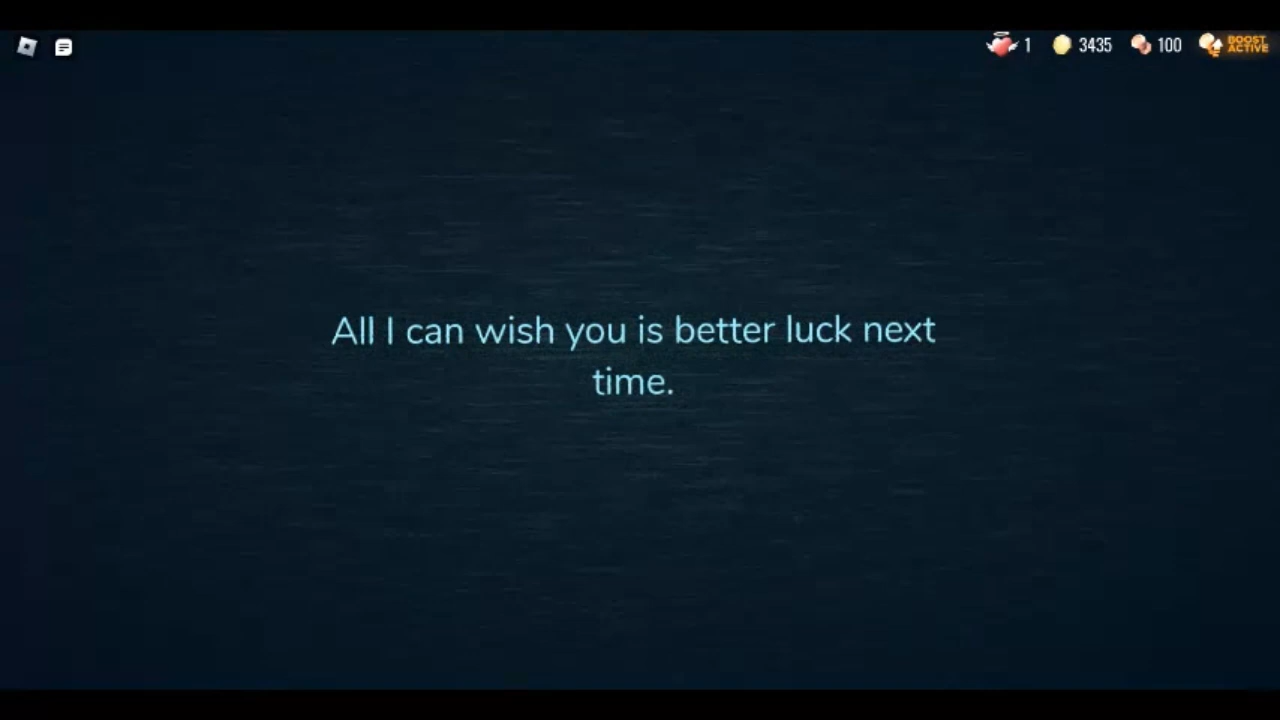 1 3435 100 BOOST
ACTIVE
All I can wish you is better luck next
time.